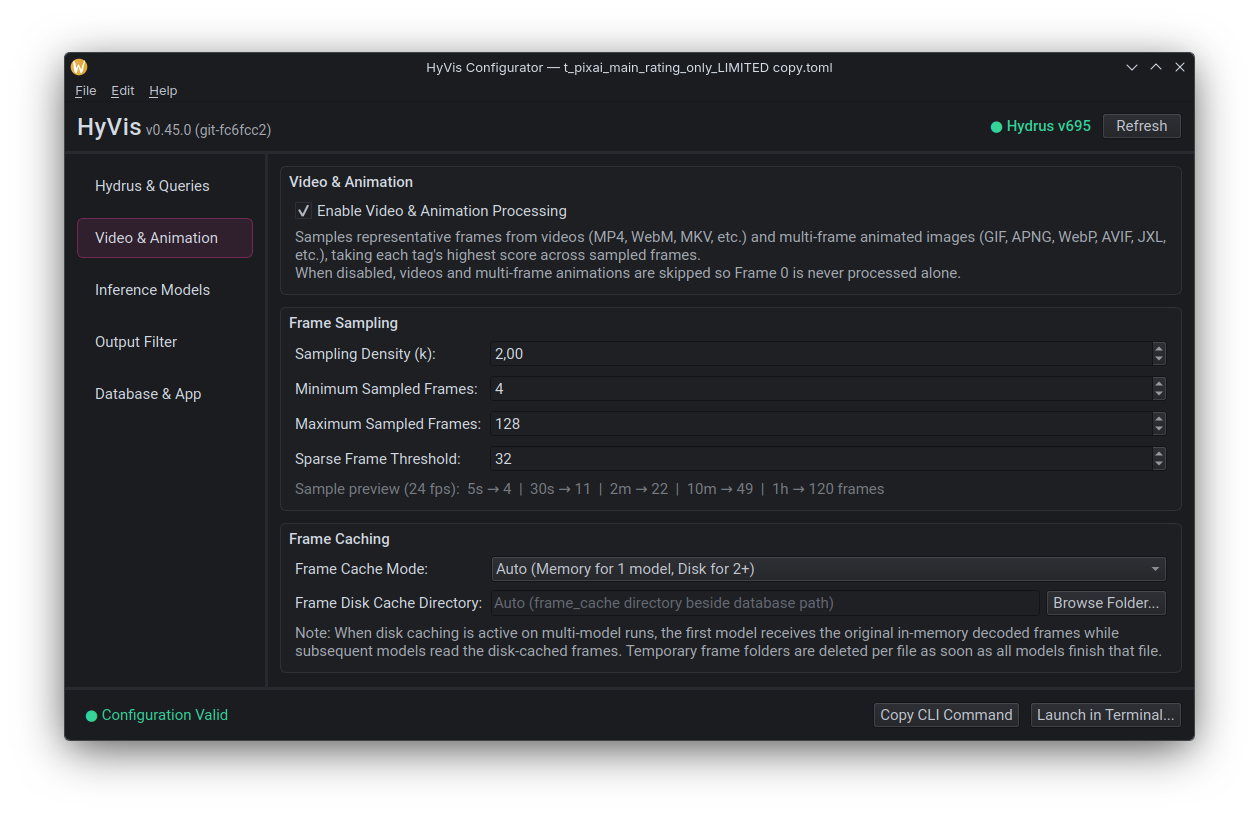 HyVis Configurator — t_pixai_main_rating_only_LIMITED copy.toml
File Edit Help
HyVis v0.45.0 (git-fc6fcc2)
Hydrus v695
Refresh
Hydrus & Queries
Video & Animation
Inference Models
Output Filter
Database & App
Video & Animation
Enable Video & Animation Processing
Samples representative frames from videos (MP4, WebM, MKV, etc.) and multi-frame animated images (GIF, APNG, WebP, AVIF, JXL,
etc.), taking each tag's highest score across sampled frames.
When disabled, videos and multi-frame animations are skipped so Frame 0 is never processed alone.
Frame Sampling
Sampling Density (k): 2,00
Minimum Sampled Frames: 4
Maximum Sampled Frames: 128
Sparse Frame Threshold: 32
Sample preview (24 fps): 5s → 4 | 30s → 11 | 2m → 22 | 10m → 49 | 1h → 120 frames
Frame Caching
Frame Cache Mode: Auto (Memory for 1 model, Disk for 2+)
Frame Disk Cache Directory: Auto (frame_cache directory beside database path) Browse Folder...
Note: When disk caching is active on multi-model runs, the first model receives the original in-memory decoded frames while
subsequent models read the disk-cached frames. Temporary frame folders are deleted per file as soon as all models finish that file.
Configuration Valid
Copy CLI Command
Launch in Terminal...